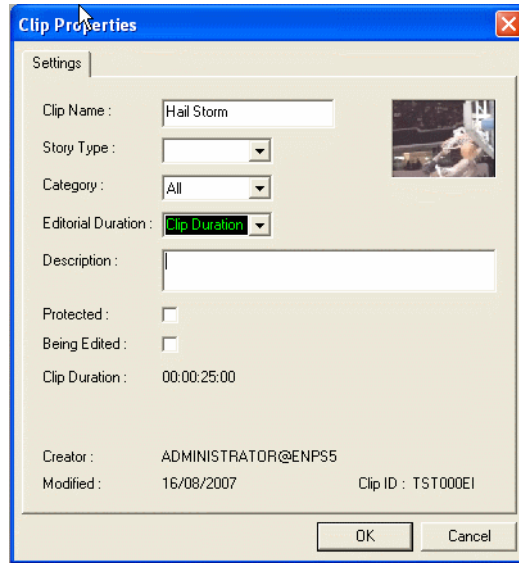 Clip Properties
Settings
Clip Name : Hail Storm
Story Type :
Category : All
Editorial Duration : Clip Duration
Description :
Protected :
Being Edited :
Clip Duration : 00:00:25:00
Creator : ADMINISTRATOR@ENPS5
Modified : 16/08/2007 Clip ID : TST000EI
OK Cancel